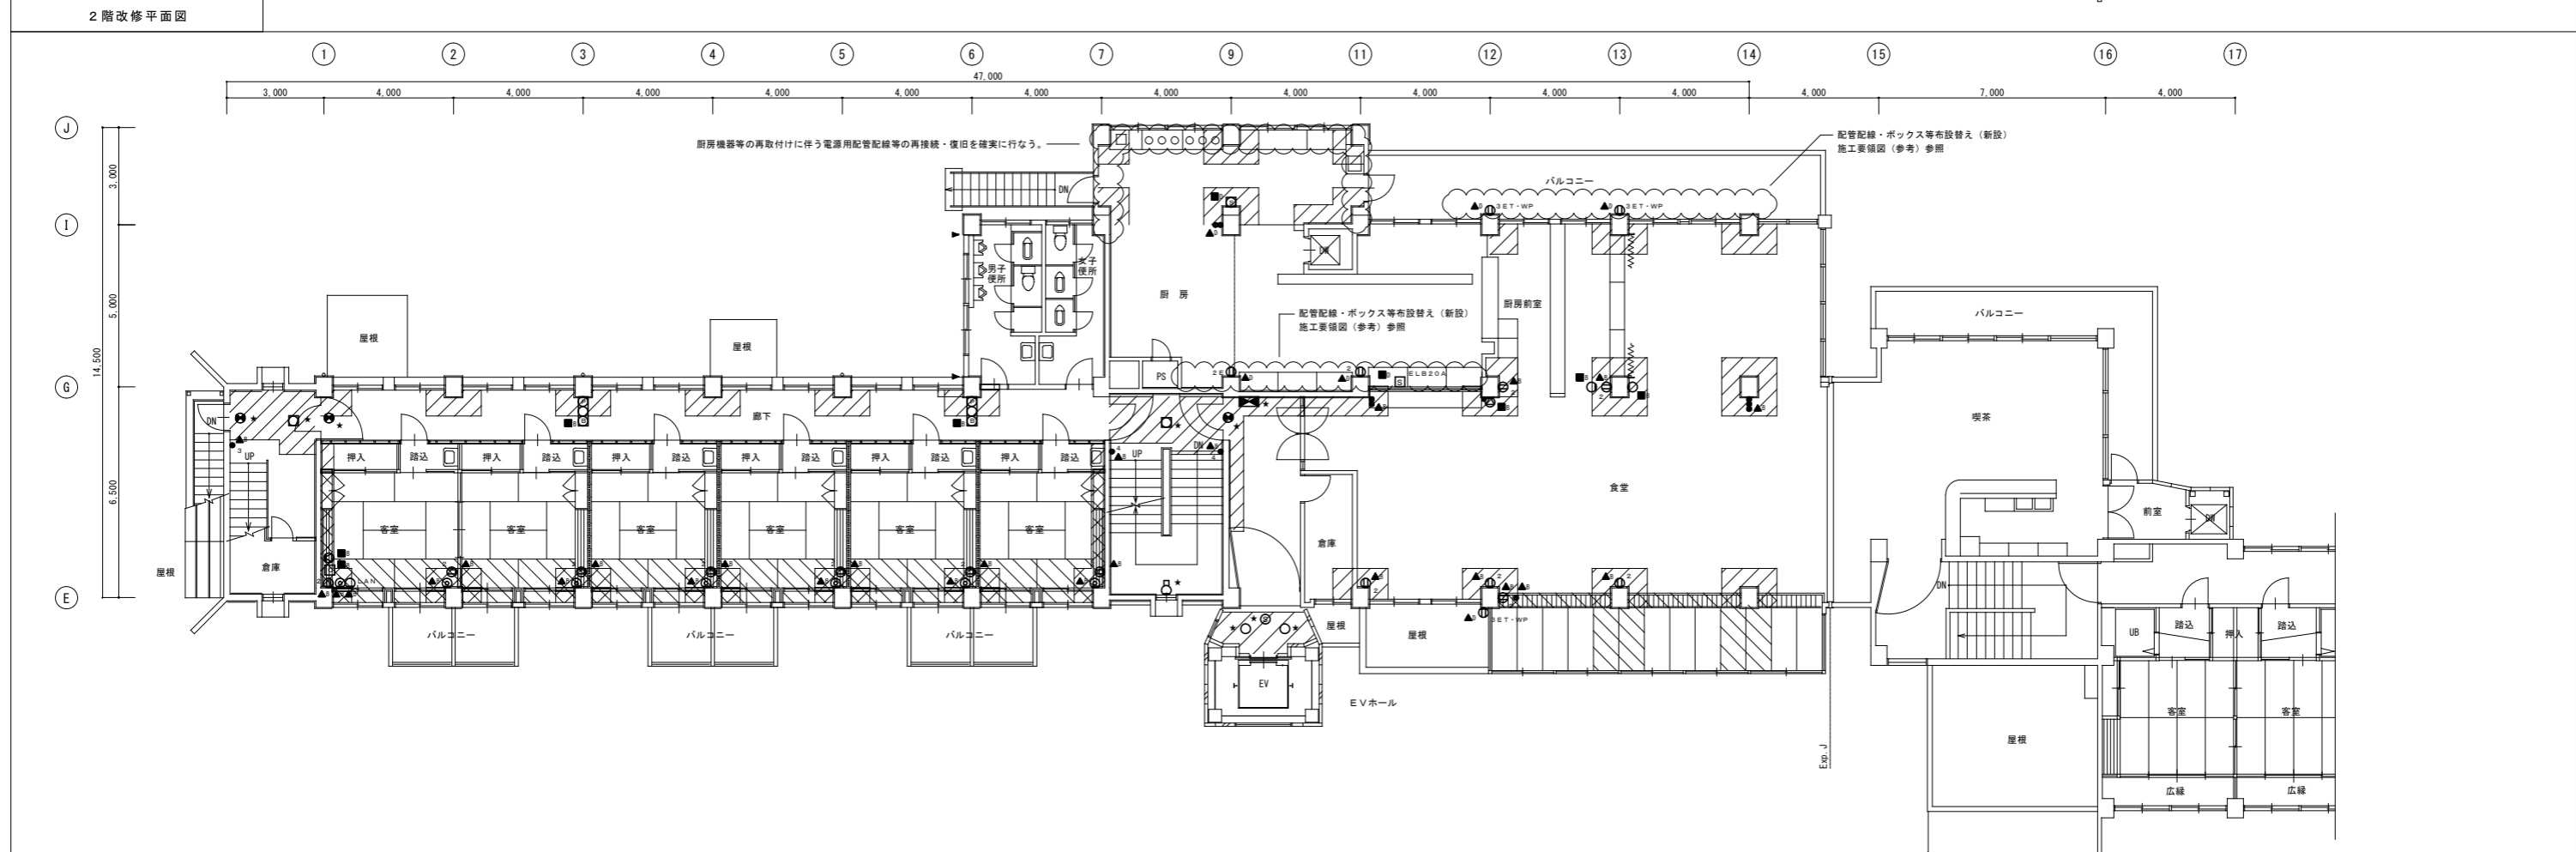 2階改修平面図
1 2 3 4 5 6 7 9 11 12 13 14 15 16 17
47,000
3,000 4,000 4,000 4,000 4,000 4,000 4,000 4,000 4,000 4,000 4,000 4,000 4,000 7,000 4,000
J
I
G
E
3,000
5,000
6,500
14,500
厨房機器等の再取付けに伴う電源用配管配線等の再接続・復旧を確実に行なう。
配管配線・ボックス等布設替え（新設）
施工要領図（参考）参照
バルコニー
DN
3ET・WP
3ET・WP
男子
便所
女子
便所
DW
厨 房
厨房前室
配管配線・ボックス等布設替え（新設）
施工要領図（参考）参照
バルコニー
屋根
屋根
PS
ELB20A
S
喫茶
DN
廊下
DN
UP
UP
押入 踏込 押入 踏込 押入 踏込 押入 踏込 押入 踏込 押入 踏込
食堂
客室 客室 客室 客室 客室 客室
前室
DW
倉庫
倉庫
屋根
LAN
DN
3ET・WP
バルコニー
バルコニー
バルコニー
屋根
屋根
UB
踏込
押入
踏込
EV
EVホール
客室
客室
屋根
Exp.J
広縁
広縁